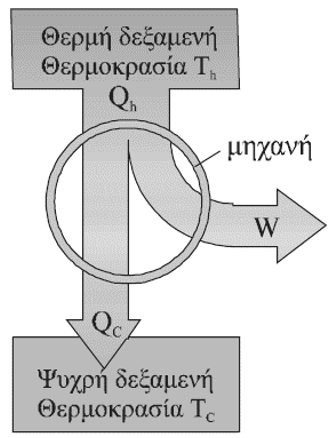 Θερμή δεξαμενή
Θερμοκρασία Th
Qh
μηχανή
W
QC
Ψυχρή δεξαμενή
Θερμοκρασία TC